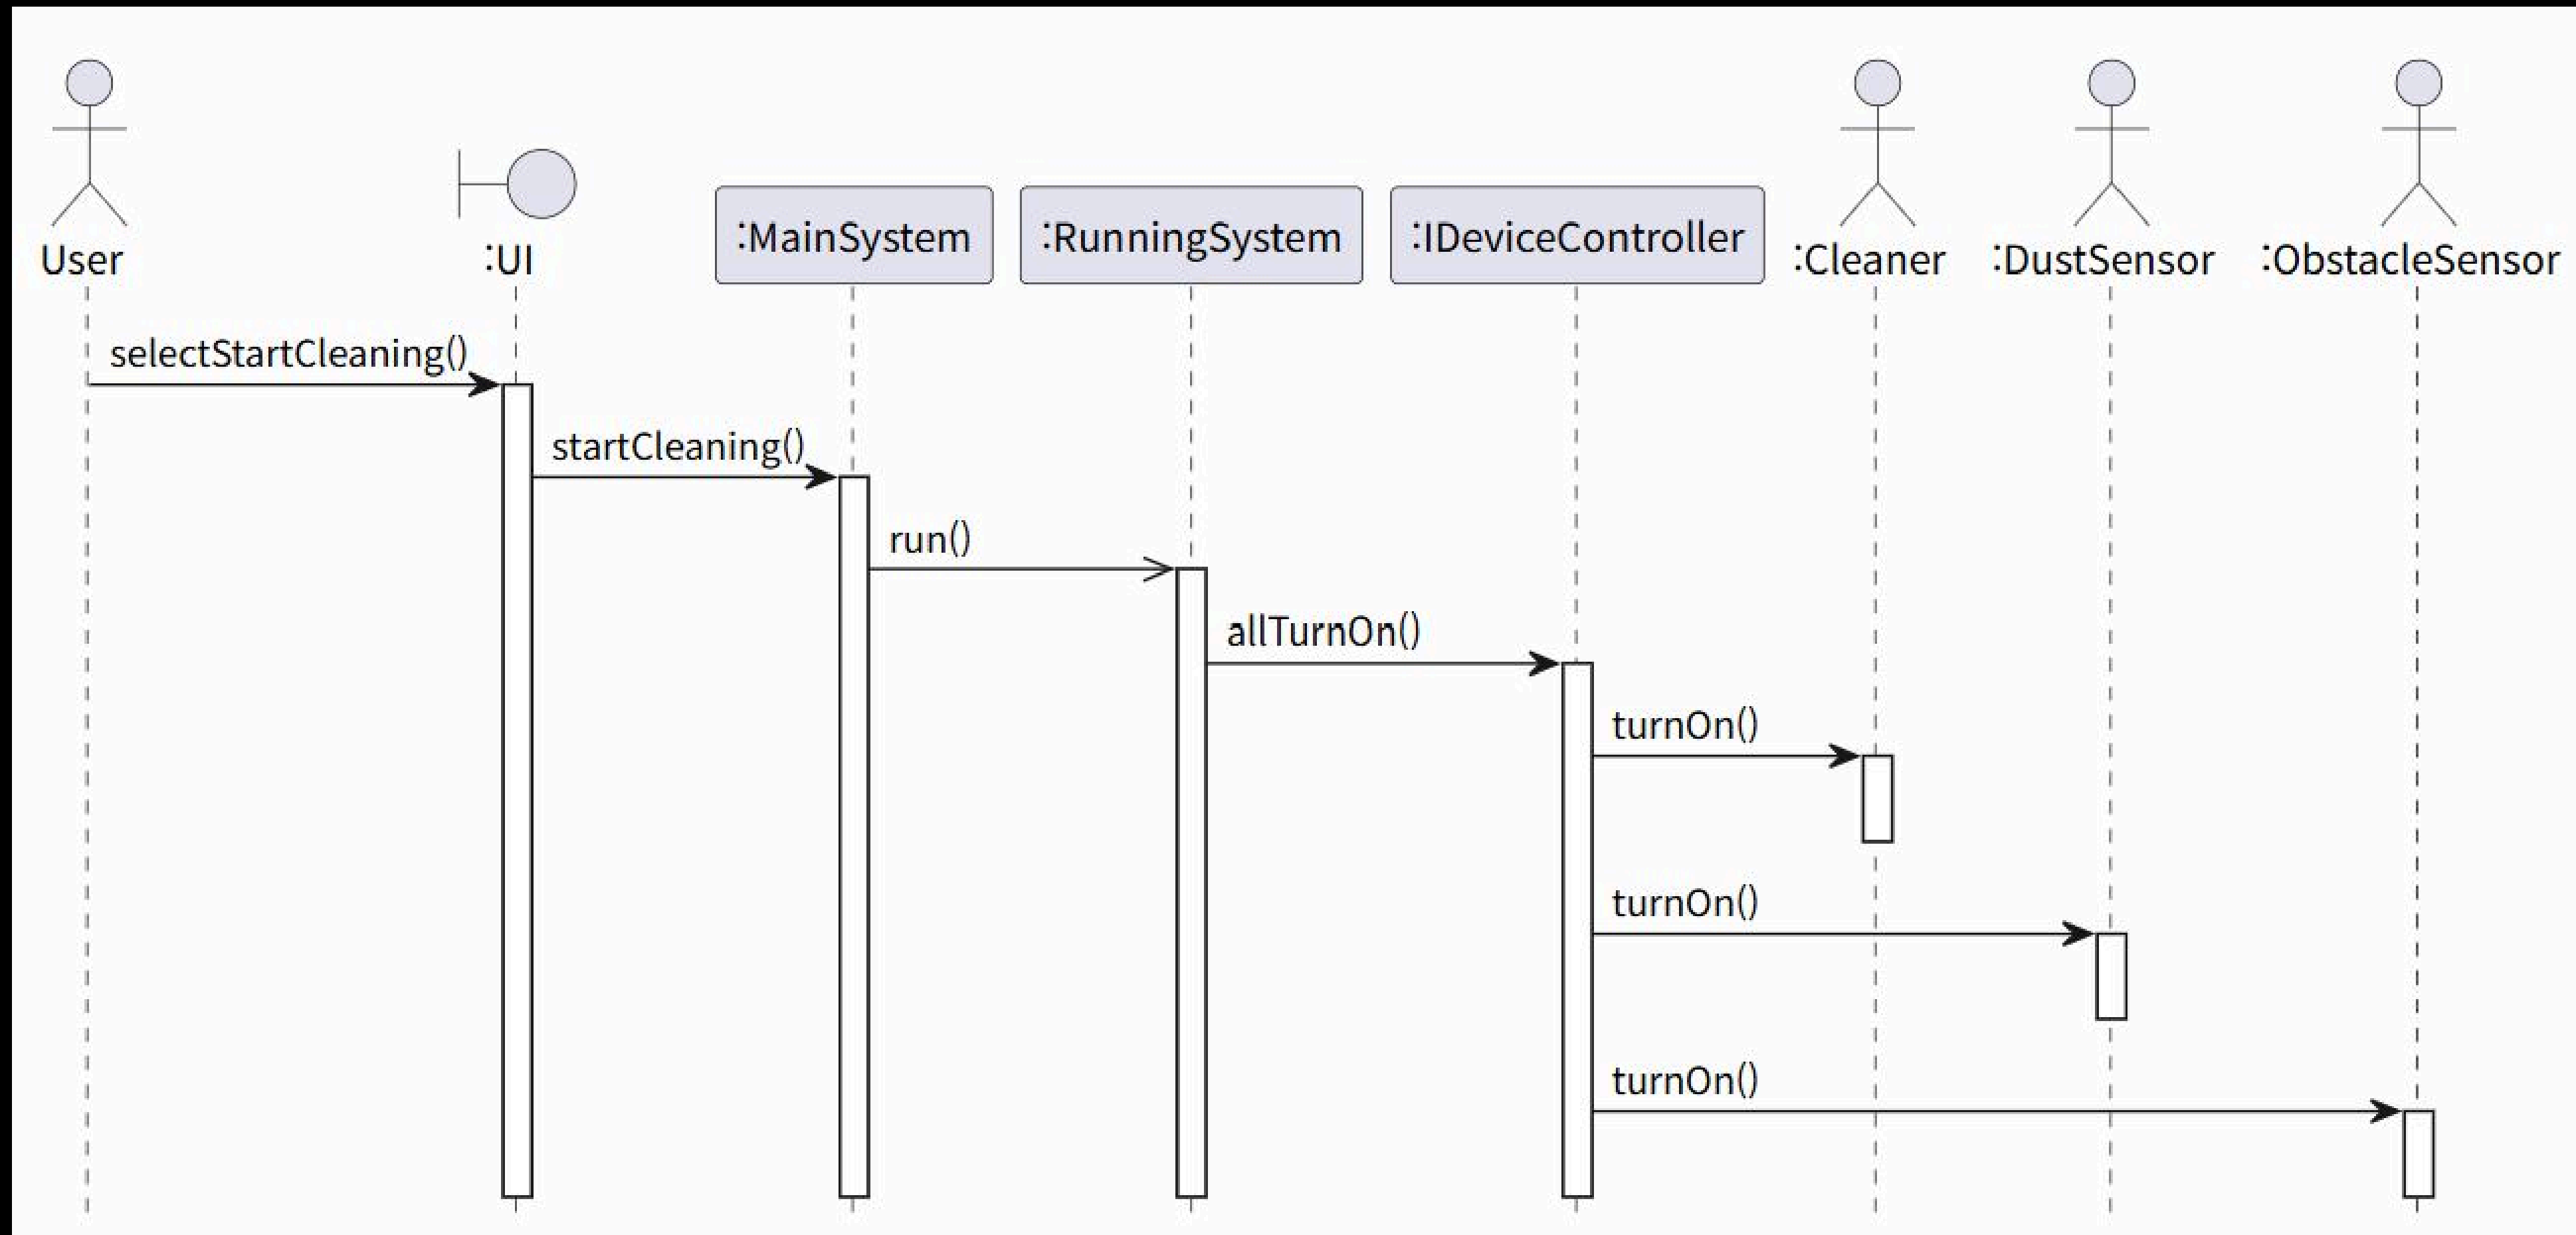 User
:UI
:MainSystem
:RunningSystem
:IDeviceController
:Cleaner
:DustSensor
:ObstacleSensor
selectStartCleaning()
startCleaning()
run()
allTurnOn()
turnOn()
turnOn()
turnOn()